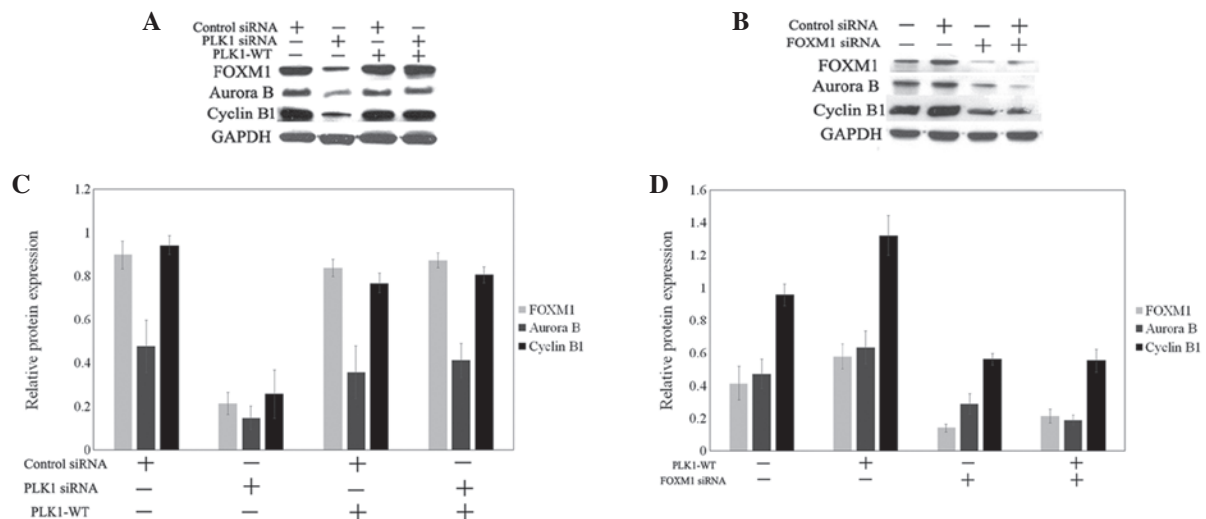 A
Control siRNA + − + −
PLK1 siRNA − + − +
PLK1-WT − − + +
FOXM1
Aurora B
Cyclin B1
GAPDH
B
Control siRNA − + − +
FOXM1 siRNA − − + +
FOXM1
Aurora B
Cyclin B1
GAPDH
C
1.2
1
0.8
0.6
0.4
0.2
0
Relative protein expression
FOXM1
Aurora B
Cyclin B1
Control siRNA + − + −
PLK1 siRNA − + − +
PLK1-WT − − + +
D
1.6
1.4
1.2
1
0.8
0.6
0.4
0.2
0
Relative protein expression
FOXM1
Aurora B
Cyclin B1
PLK1-WT − + − +
FOXM1 siRNA − − + +